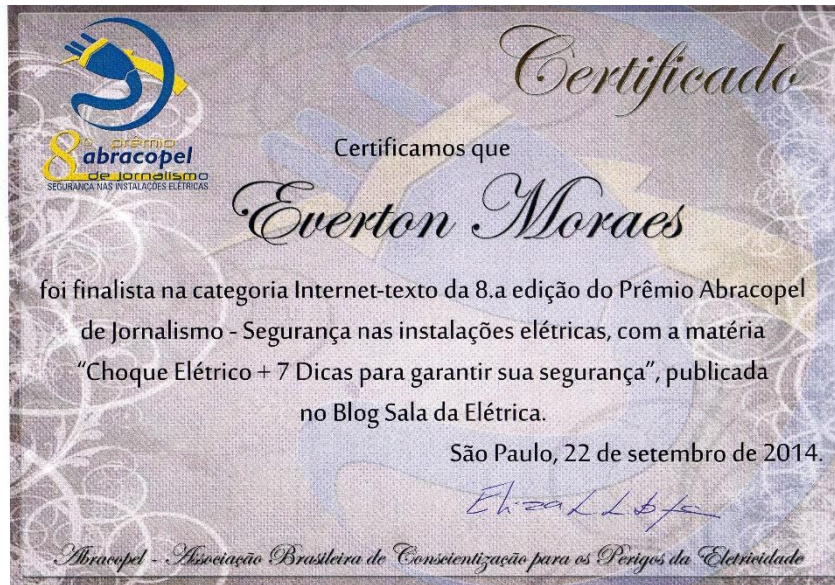 Certificado
8º prêmio
abracopel
de jornalismo
SEGURANÇA NAS INSTALAÇÕES ELÉTRICAS
Certificamos que
Everton Moraes
foi finalista na categoria Internet-texto da 8.a edição do Prêmio Abracopel
de Jornalismo - Segurança nas instalações elétricas, com a matéria
“Choque Elétrico + 7 Dicas para garantir sua segurança”, publicada
no Blog Sala da Elétrica.
São Paulo, 22 de setembro de 2014.
Abracopel - Associação Brasileira de Conscientização para os Perigos da Eletricidade